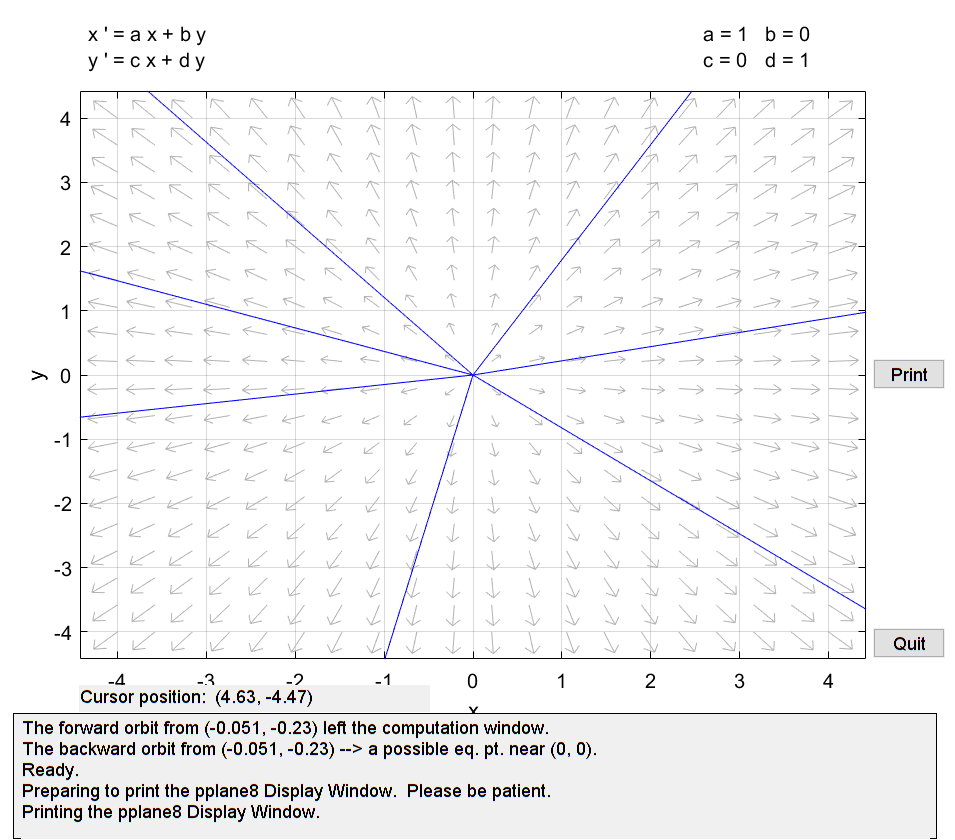 x ' = a x + b y
y ' = c x + d y
a = 1 b = 0
c = 0 d = 1
4
3
2
1
0
-1
-2
-3
-4
y
-4 -3 -2 -1 0 1 2 3 4
x
Print
Quit
Cursor position: (4.63, -4.47)
The forward orbit from (-0.051, -0.23) left the computation window.
The backward orbit from (-0.051, -0.23) --> a possible eq. pt. near (0, 0).
Ready.
Preparing to print the pplane8 Display Window. Please be patient.
Printing the pplane8 Display Window.